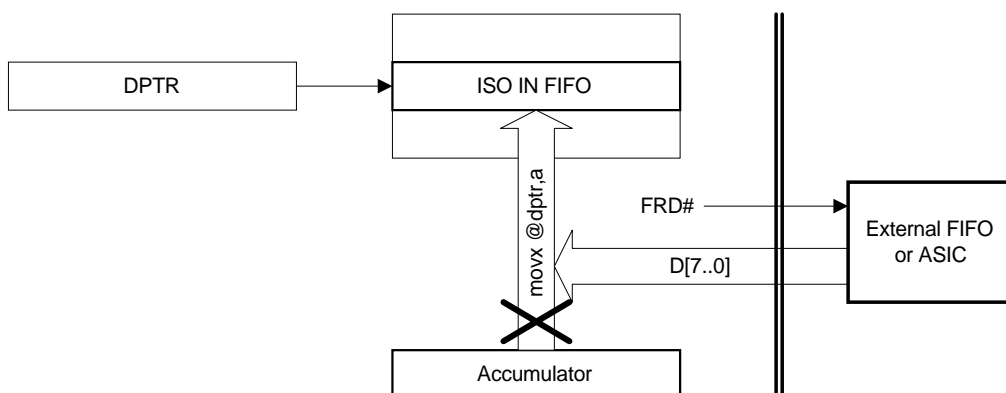 DPTR
ISO IN FIFO
movx @dptr,a
FRD#
D[7..0]
External FIFO
or ASIC
Accumulator